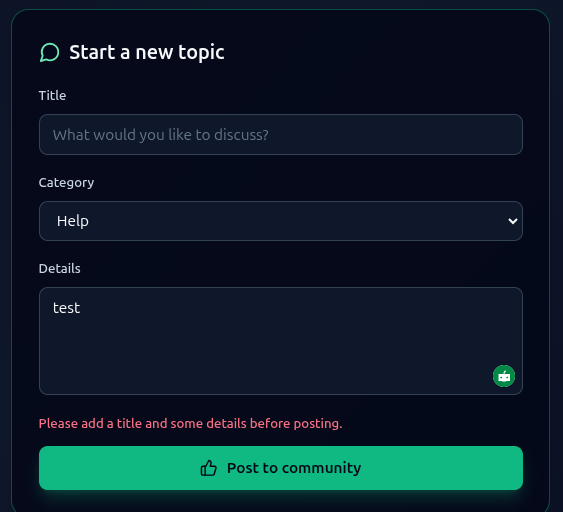 Start a new topic
Title
What would you like to discuss?
Category
Help
Details
test
Please add a title and some details before posting.
Post to community